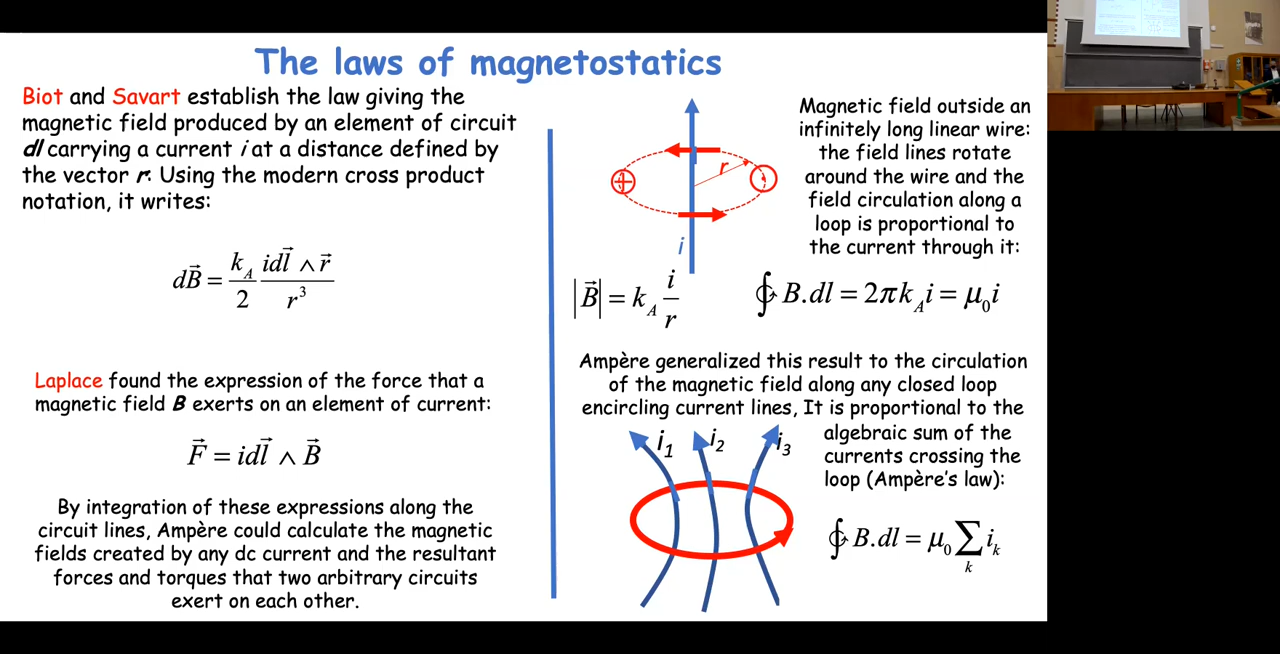 The laws of magnetostatics
Biot and Savart establish the law giving the
magnetic field produced by an element of circuit
dl carrying a current i at a distance defined by
the vector r. Using the modern cross product
notation, it writes:
dB⃗ = k_A/2 idl⃗ ∧ r⃗ / r³
Laplace found the expression of the force that a
magnetic field B exerts on an element of current:
F⃗ = idl⃗ ∧ B⃗
By integration of these expressions along the
circuit lines, Ampère could calculate the magnetic
fields created by any dc current and the resultant
forces and torques that two arbitrary circuits
exert on each other.
r
i
|B⃗| = k_A i/r
Magnetic field outside an
infinitely long linear wire:
the field lines rotate
around the wire and the
field circulation along a
loop is proportional to
the current through it:
∮ B.dl = 2πk_A i = μ₀i
Ampère generalized this result to the circulation
of the magnetic field along any closed loop
encircling current lines, It is proportional to the
algebraic sum of the
currents crossing the
loop (Ampère's law):
i₁ i₂ i₃
∮ B.dl = μ₀ ∑_k i_k